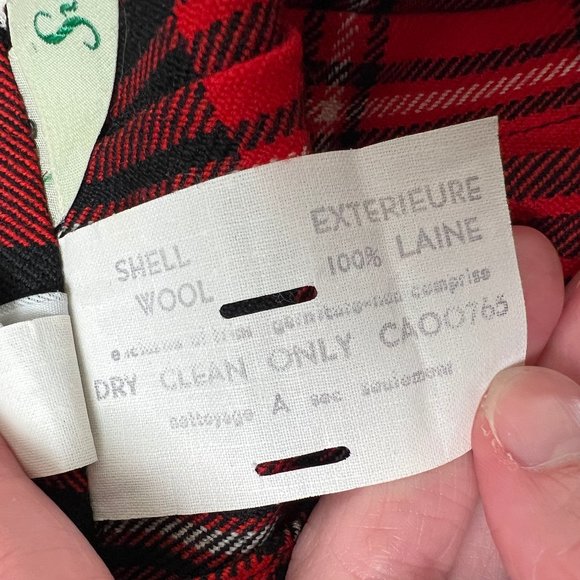 SHELL EXTERIEURE
WOOL 100% LAINE
exclusive of trim garniture non comprise
DRY CLEAN ONLY CA00765
nettoyage A sec seulement